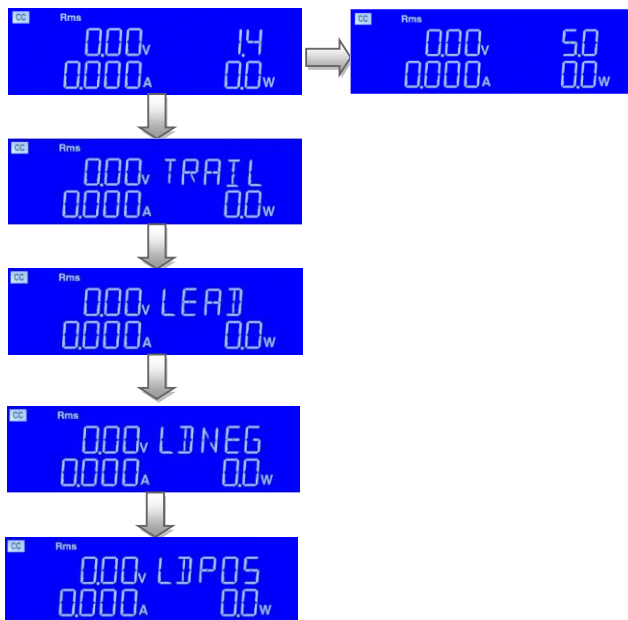 CC Rms
0.00V 1.4
0.000A 0.0W
CC Rms
0.00V 5.0
0.000A 0.0W
CC Rms
0.00V TRAIL
0.000A 0.0W
CC Rms
0.00V LEAD
0.000A 0.0W
CC Rms
0.00V LDNEG
0.000A 0.0W
CC Rms
0.00V LDPOS
0.000A 0.0W